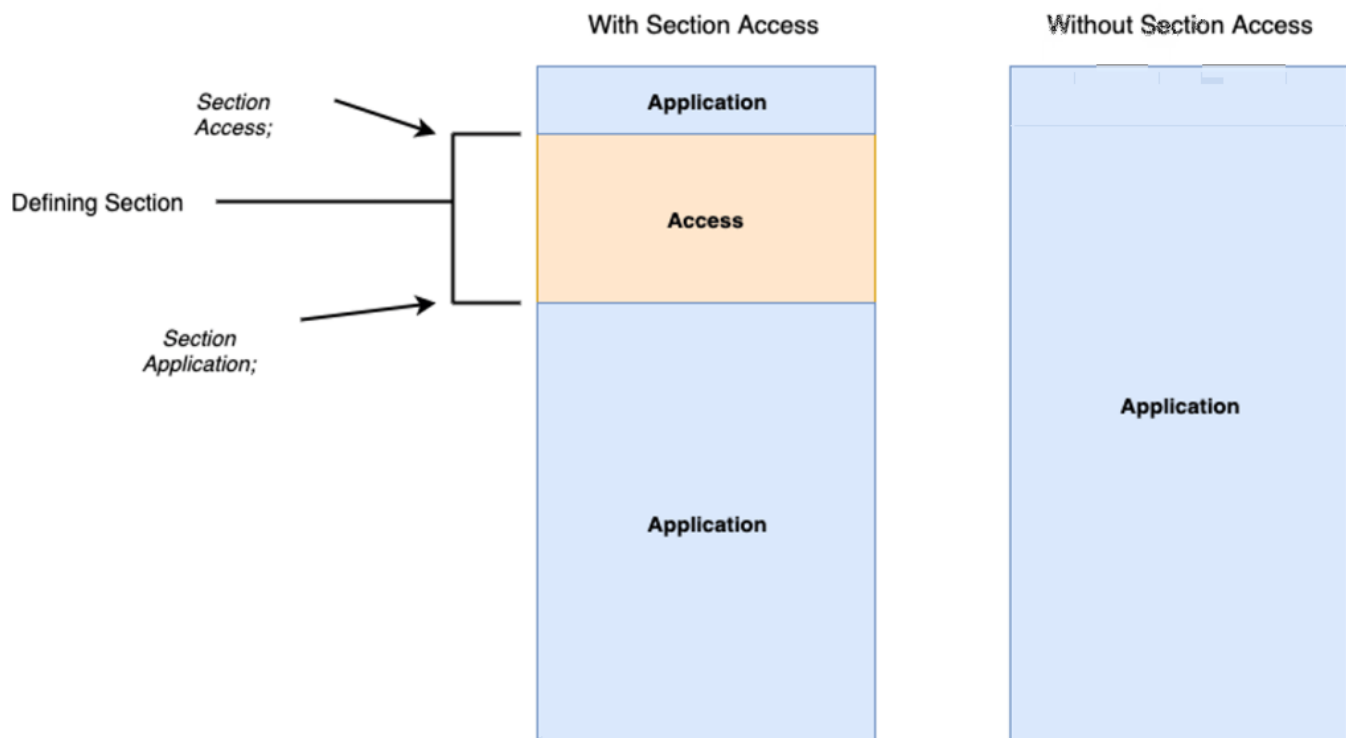 With Section Access
Without Section Access
Section
Access;
Application
Defining Section
Access
Section
Application;
Application
Application